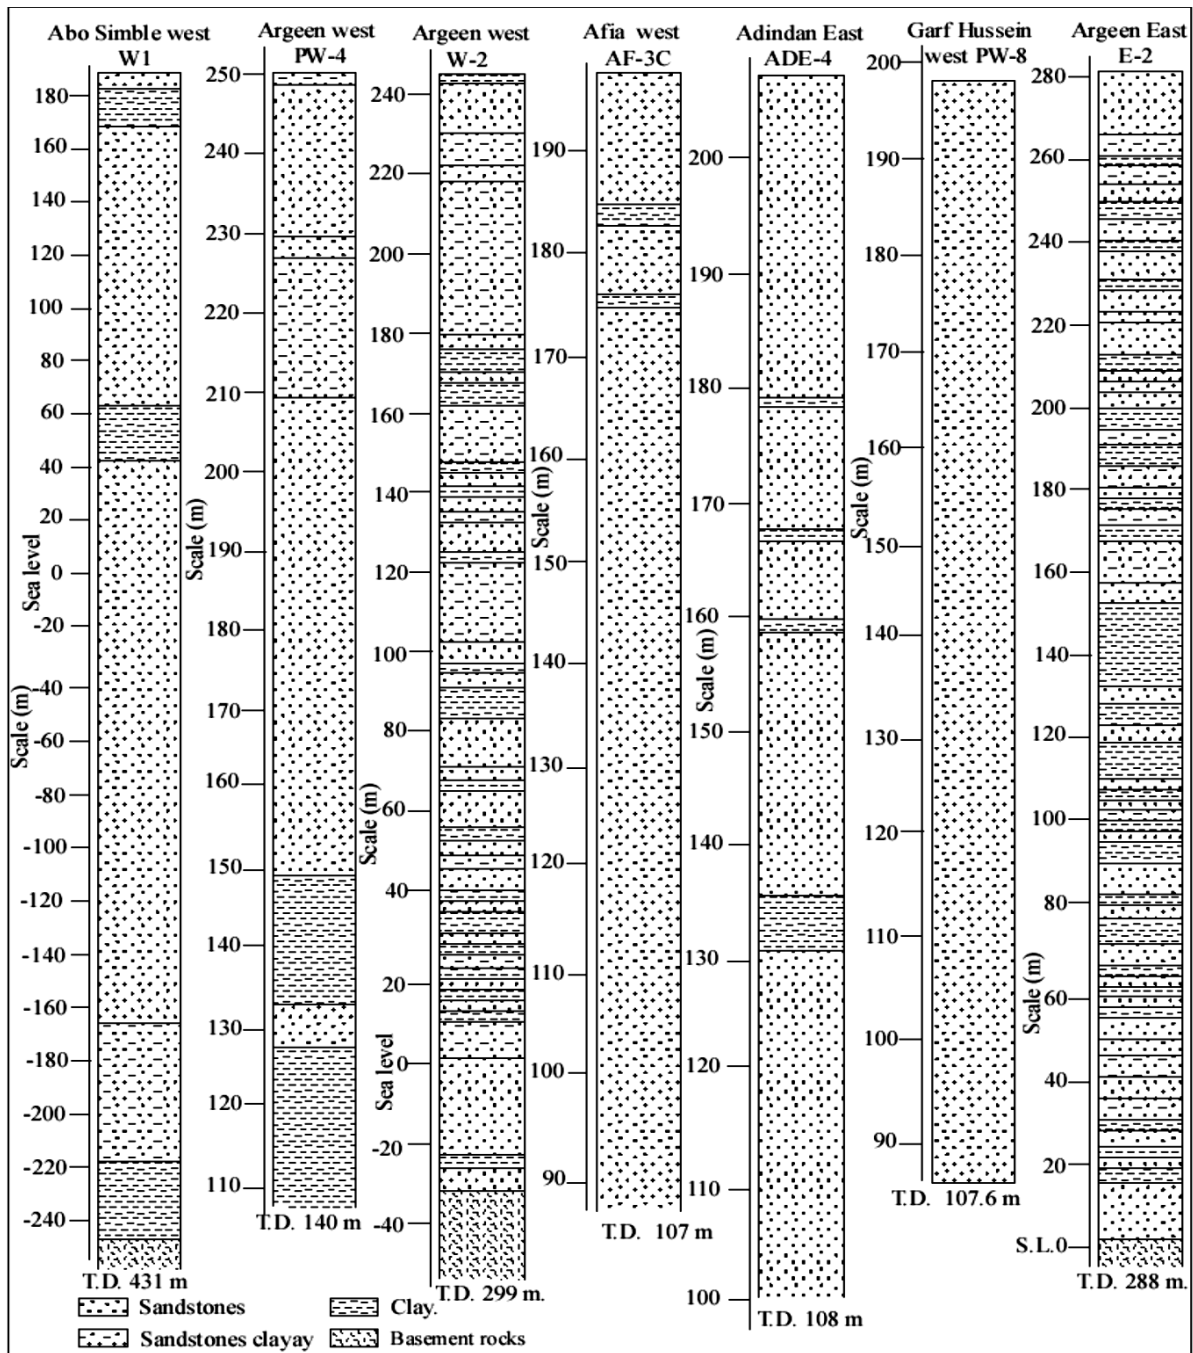 Abo Simble west
W1
Argeen west
PW-4
Argeen west
W-2
Afia west
AF-3C
Adindan East
ADE-4
Garf Hussein
west PW-8
Argeen East
E-2
180
160
140
120
100
80
60
40
20
0
-20
-40
-60
-80
-100
-120
-140
-160
-180
-200
-220
-240
Sea level
Scale (m)
T.D. 431 m
250
240
230
220
210
200
190
180
170
160
150
140
130
120
110
Scale (m)
T.D. 140 m
240
220
200
180
160
140
120
100
80
60
40
20
0
-20
-40
Scale (m)
Sea level
T.D. 299 m.
190
180
170
160
150
140
130
120
110
100
90
Scale (m)
T.D. 107 m
200
190
180
170
160
150
140
130
120
110
100
Scale (m)
T.D. 108 m
200
190
180
170
160
150
140
130
120
110
100
90
Scale (m)
T.D. 107.6 m
280
260
240
220
200
180
160
140
120
100
80
60
40
20
S.L.0
Scale (m)
T.D. 288 m.
Sandstones
Clay.
Sandstones clayay
Basement rocks